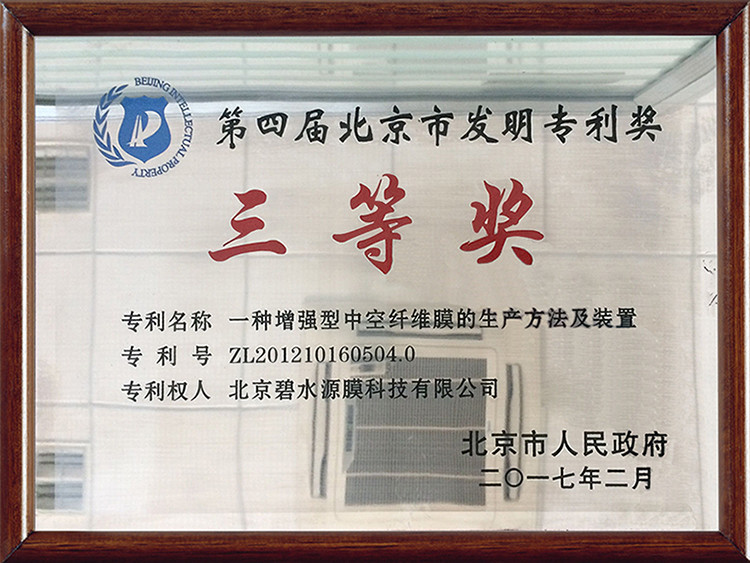 BEIJING INTELLECTUAL PROPERTY
第四届北京市发明专利奖
三等奖
专利名称 一种增强型中空纤维膜的生产方法及装置
专利号 ZL201210160504.0
专利权人 北京碧水源膜科技有限公司
北京市人民政府
二〇一七年二月